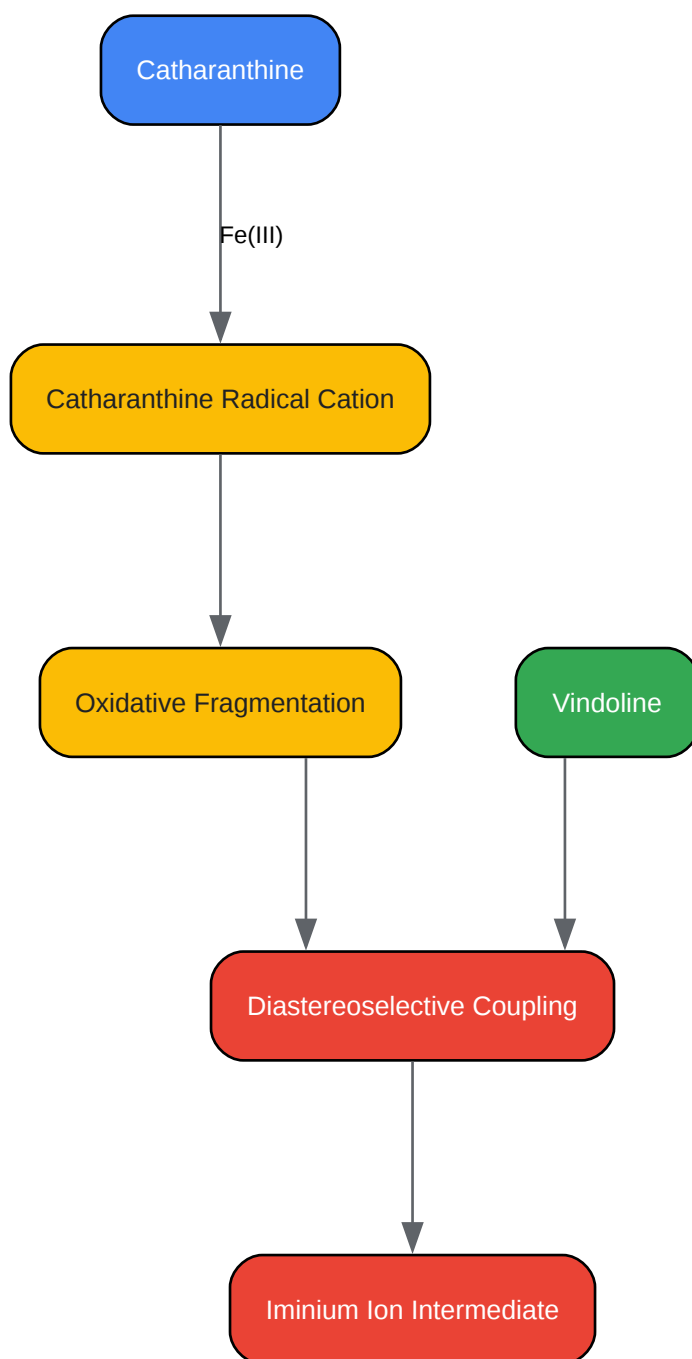 Catharanthine
Fe(III)
Catharanthine Radical Cation
Oxidative Fragmentation
Vindoline
Diastereoselective Coupling
Iminium Ion Intermediate